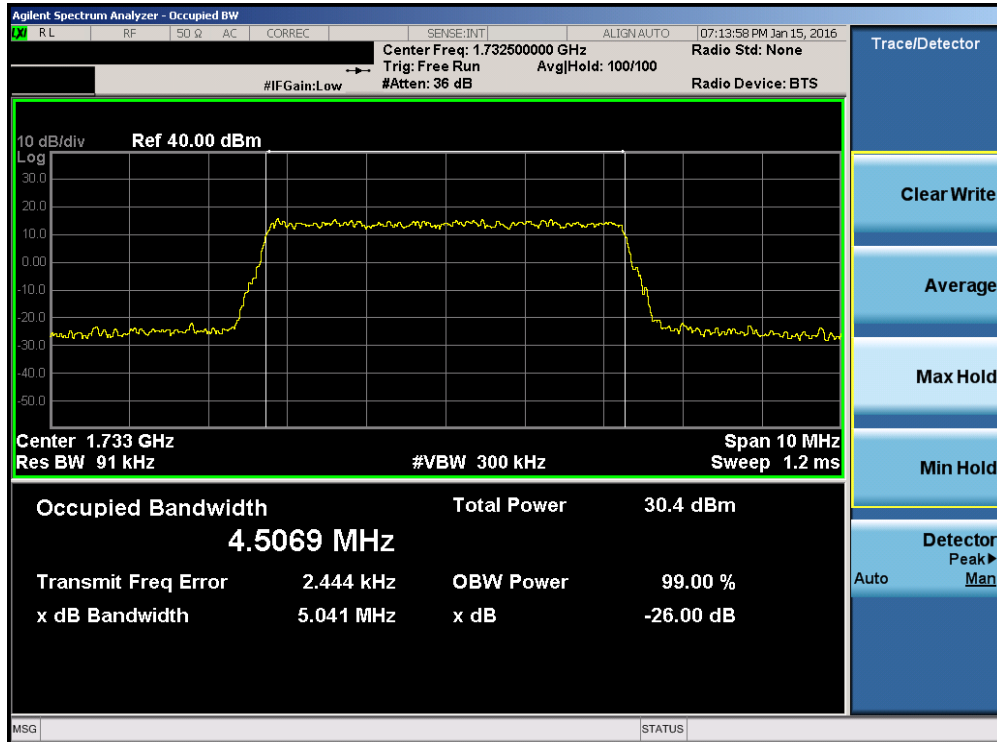 Agilent Spectrum Analyzer - Occupied BW
LXI RL RF 50 Ω AC CORREC SENSE:INT ALIGN AUTO 07:13:58 PM Jan 15, 2016
Center Freq: 1.732500000 GHz Radio Std: None
Trig: Free Run Avg|Hold: 100/100
#IFGain:Low #Atten: 36 dB Radio Device: BTS
10 dB/div Ref 40.00 dBm
Log
30.0
20.0
10.0
0.00
-10.0
-20.0
-30.0
-40.0
-50.0
Center 1.733 GHz Span 10 MHz
Res BW 91 kHz #VBW 300 kHz Sweep 1.2 ms
Occupied Bandwidth Total Power 30.4 dBm
4.5069 MHz
Transmit Freq Error 2.444 kHz OBW Power 99.00 %
x dB Bandwidth 5.041 MHz x dB -26.00 dB
MSG STATUS
Trace/Detector
Clear Write
Average
Max Hold
Min Hold
Detector
Peak▶
Auto Man